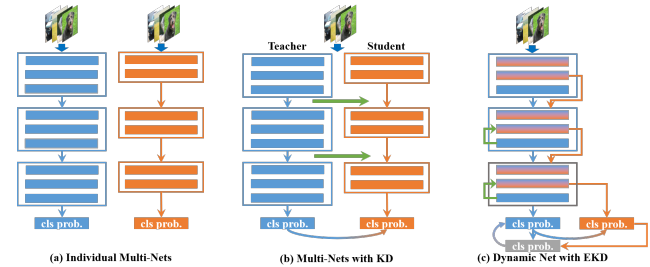 Teacher
Student
cls prob.
cls prob.
cls prob.
cls prob.
cls prob.
cls prob.
cls prob.
(a) Individual Multi-Nets
(b) Multi-Nets with KD
(c) Dynamic Net with EKD